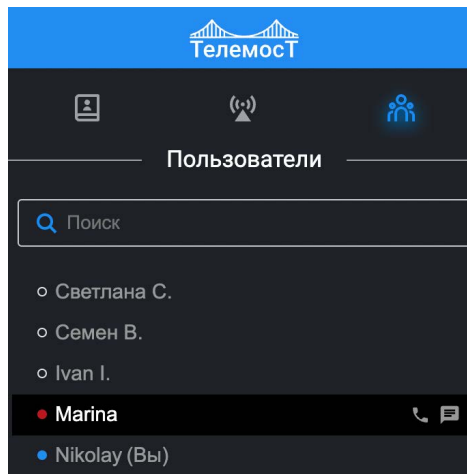 ТелемосТ
Пользователи
Поиск
Светлана С.
Семен В.
Ivan I.
Marina
Nikolay (Вы)